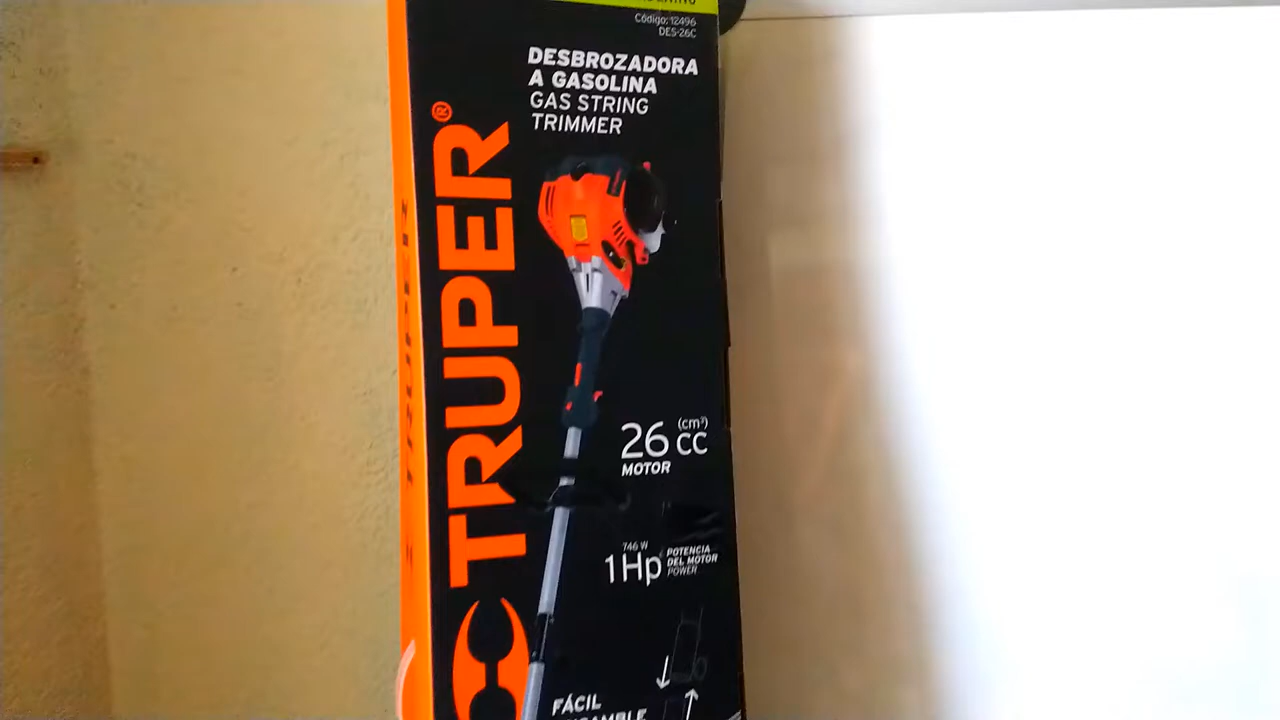 Código: 12496
DES-26C
DESBROZADORA
A GASOLINA
GAS STRING
TRIMMER
TRUPER®
TRUPER
26 (cm³) cc
MOTOR
746 W
1Hp
POTENCIA
DEL MOTOR
POWER
FÁCIL